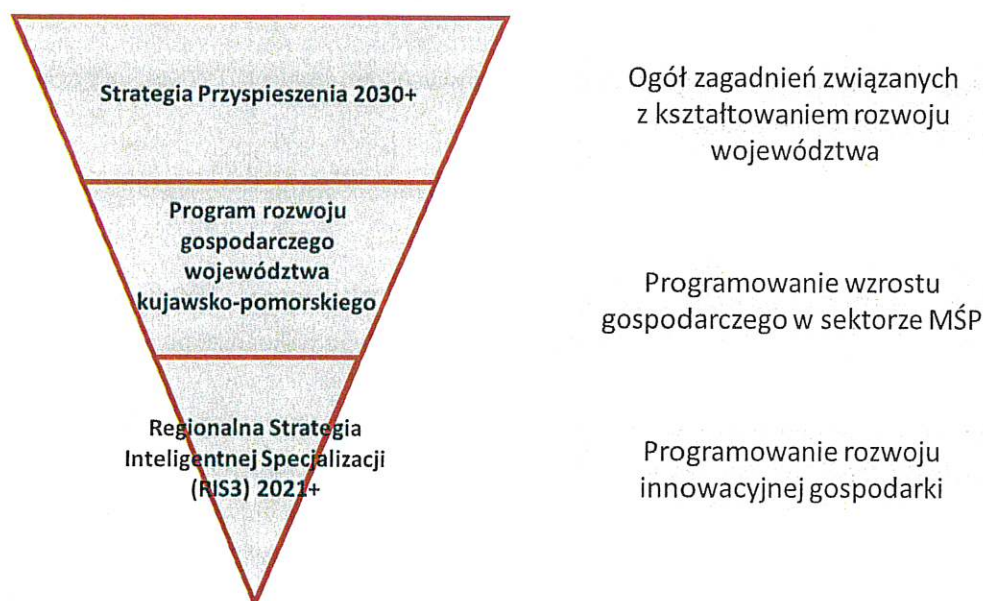 Strategia Przyspieszenia 2030+
Ogół zagadnień związanych
z kształtowaniem rozwoju
województwa
Program rozwoju
gospodarczego
województwa
kujawsko-pomorskiego
Programowanie wzrostu
gospodarczego w sektorze MŚP
Regionalna Strategia
Inteligentnej Specjalizacji
(RIS3) 2021+
Programowanie rozwoju
innowacyjnej gospodarki